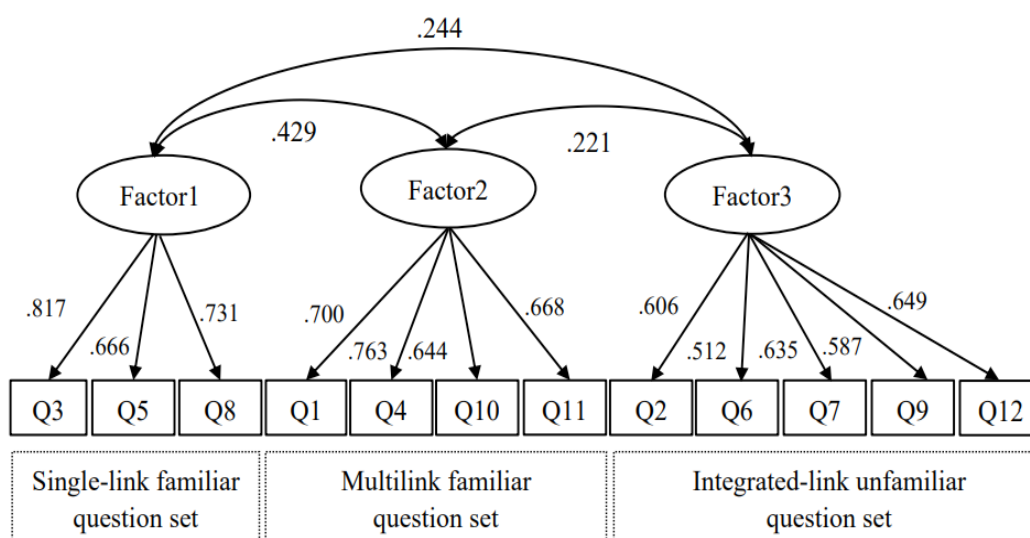 .244
.429
.221
Factor1
Factor2
Factor3
.817
.666
.731
.700
.763
.644
.668
.606
.512
.635
.587
.649
Q3
Q5
Q8
Q1
Q4
Q10
Q11
Q2
Q6
Q7
Q9
Q12
Single-link familiar
question set
Multilink familiar
question set
Integrated-link unfamiliar
question set